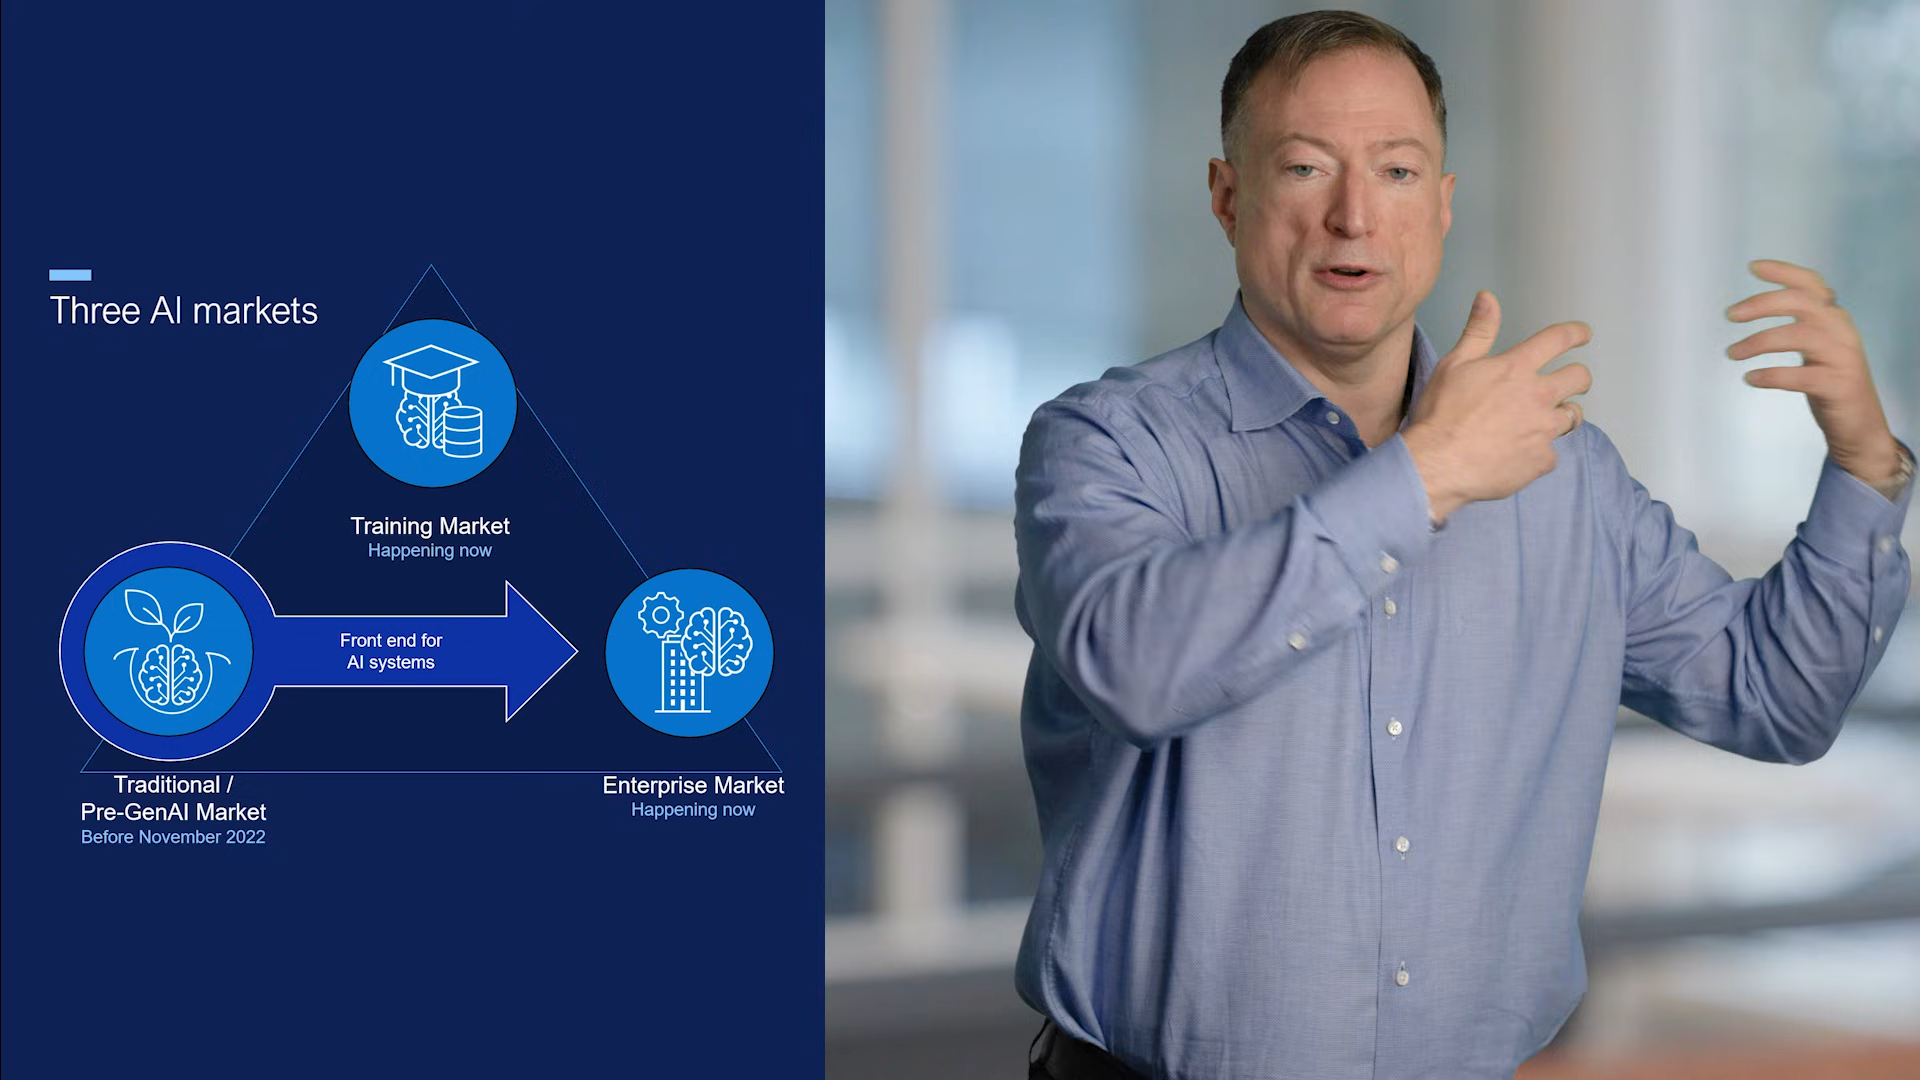 Three AI markets
Training Market
Happening now
Front end for
AI systems
Traditional /
Pre-GenAI Market
Before November 2022
Enterprise Market
Happening now